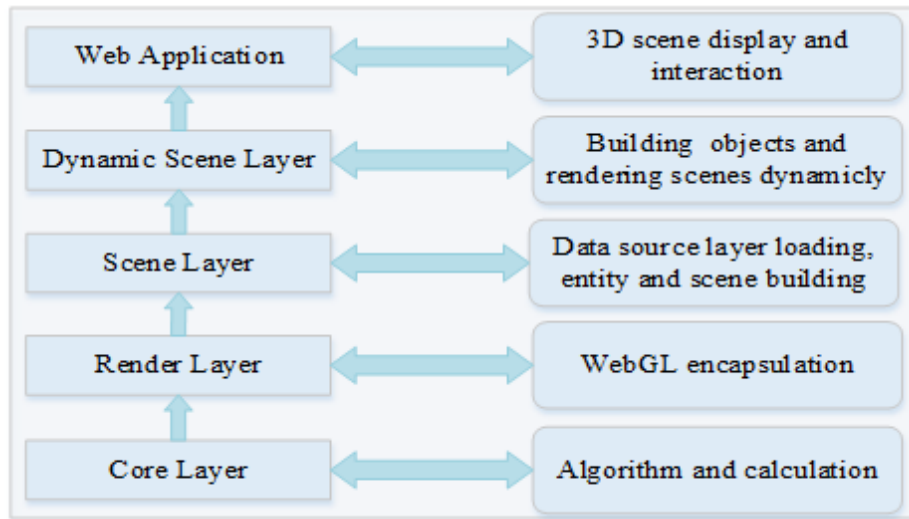 Web Application
3D scene display and
interaction
Dynamic Scene Layer
Building objects and
rendering scenes dynamicly
Scene Layer
Data source layer loading,
entity and scene building
Render Layer
WebGL encapsulation
Core Layer
Algorithm and calculation